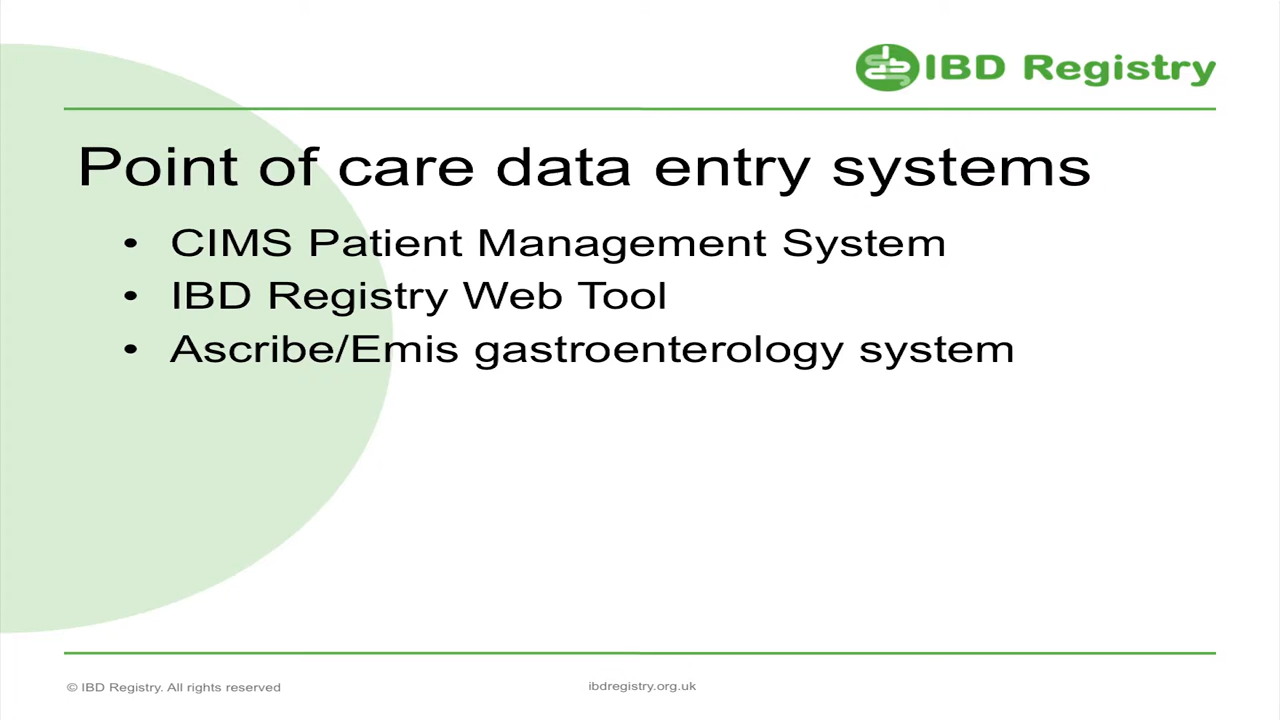 IBD Registry
Point of care data entry systems
• CIMS Patient Management System
• IBD Registry Web Tool
• Ascribe/Emis gastroenterology system
© IBD Registry. All rights reserved
ibdregistry.org.uk